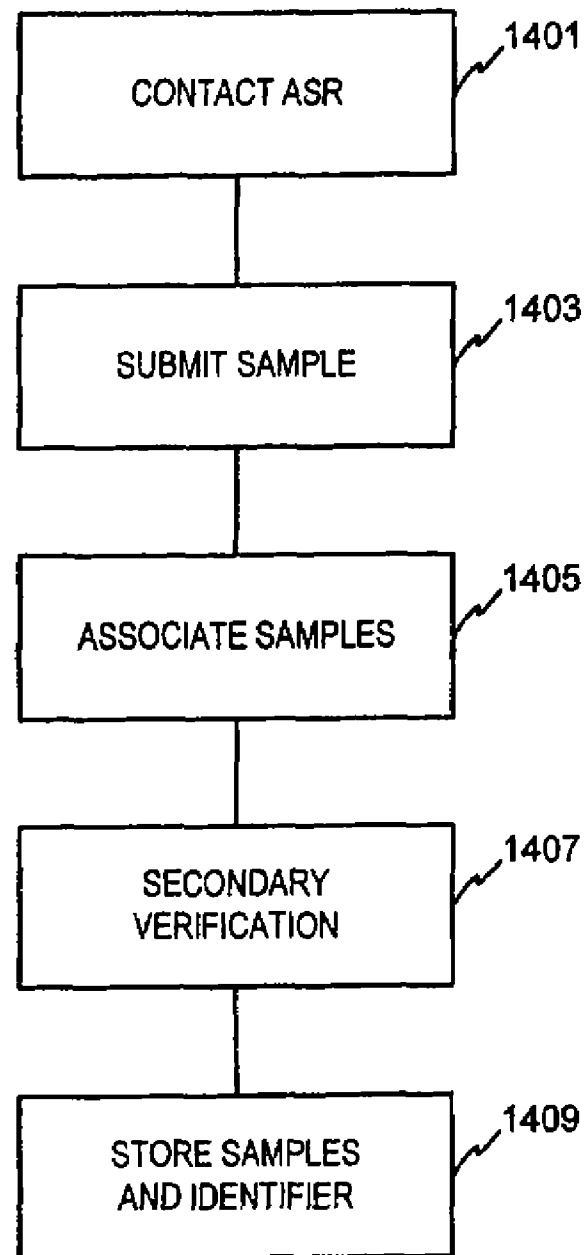 1401
CONTACT ASR
1403
SUBMIT SAMPLE
1405
ASSOCIATE SAMPLES
1407
SECONDARY
VERIFICATION
1409
STORE SAMPLES
AND IDENTIFIER